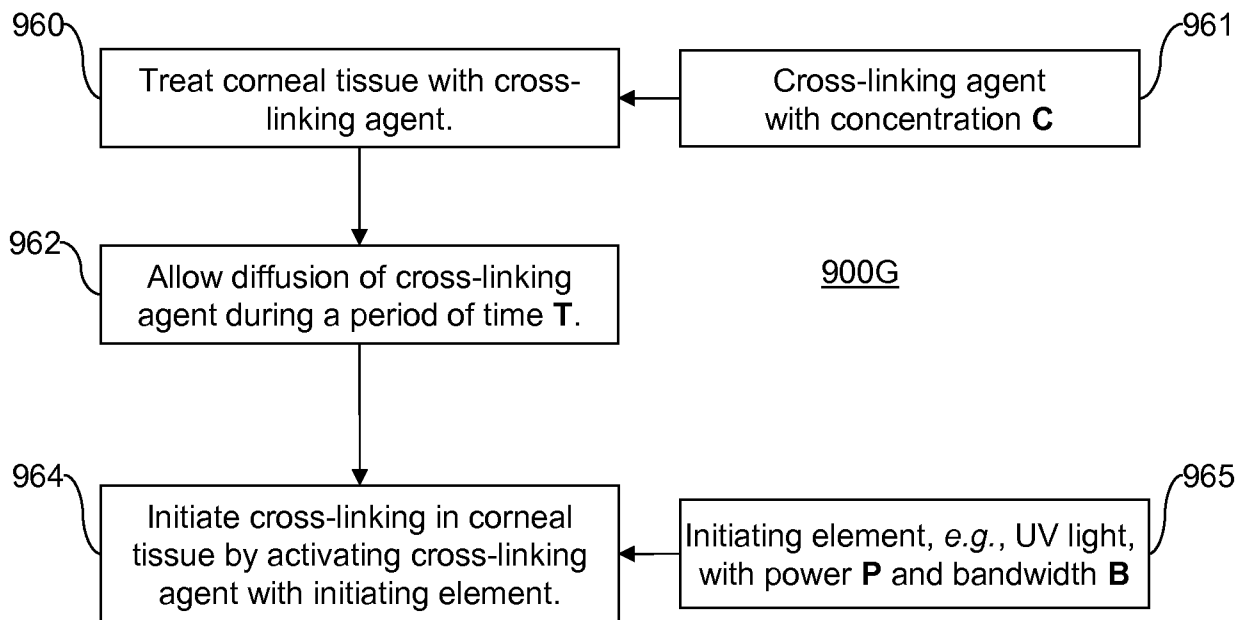 960
961
Treat corneal tissue with cross-
linking agent.
Cross-linking agent
with concentration C
962
Allow diffusion of cross-linking
agent during a period of time T.
900G
964
965
Initiate cross-linking in corneal
tissue by activating cross-linking
agent with initiating element.
Initiating element, e.g., UV light,
with power P and bandwidth B